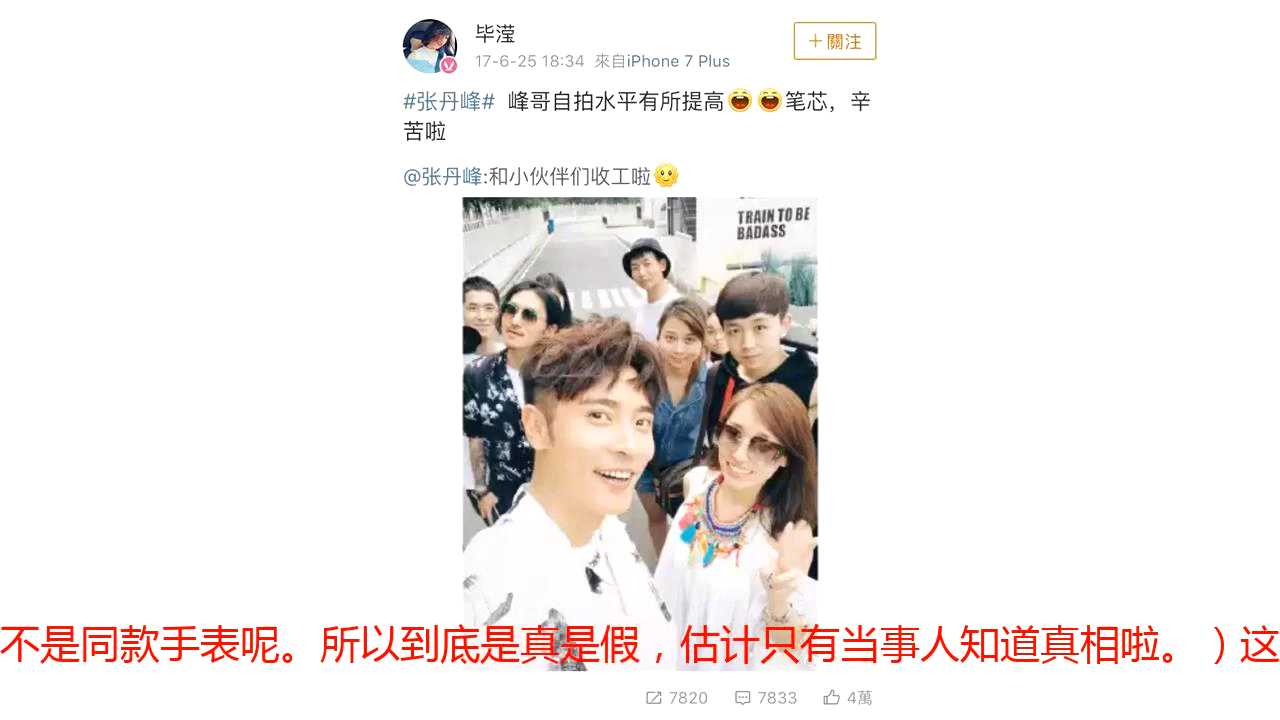 毕滢
關注
17-6-25 18:34 來自iPhone 7 Plus
#张丹峰# 峰哥自拍水平有所提高笔芯，辛
苦啦
@张丹峰:和小伙伴们收工啦
TRAIN TO BE
BADASS
不是同款手表呢。所以到底是真是假，估计只有当事人知道真相啦。）这
7820 7833 4萬